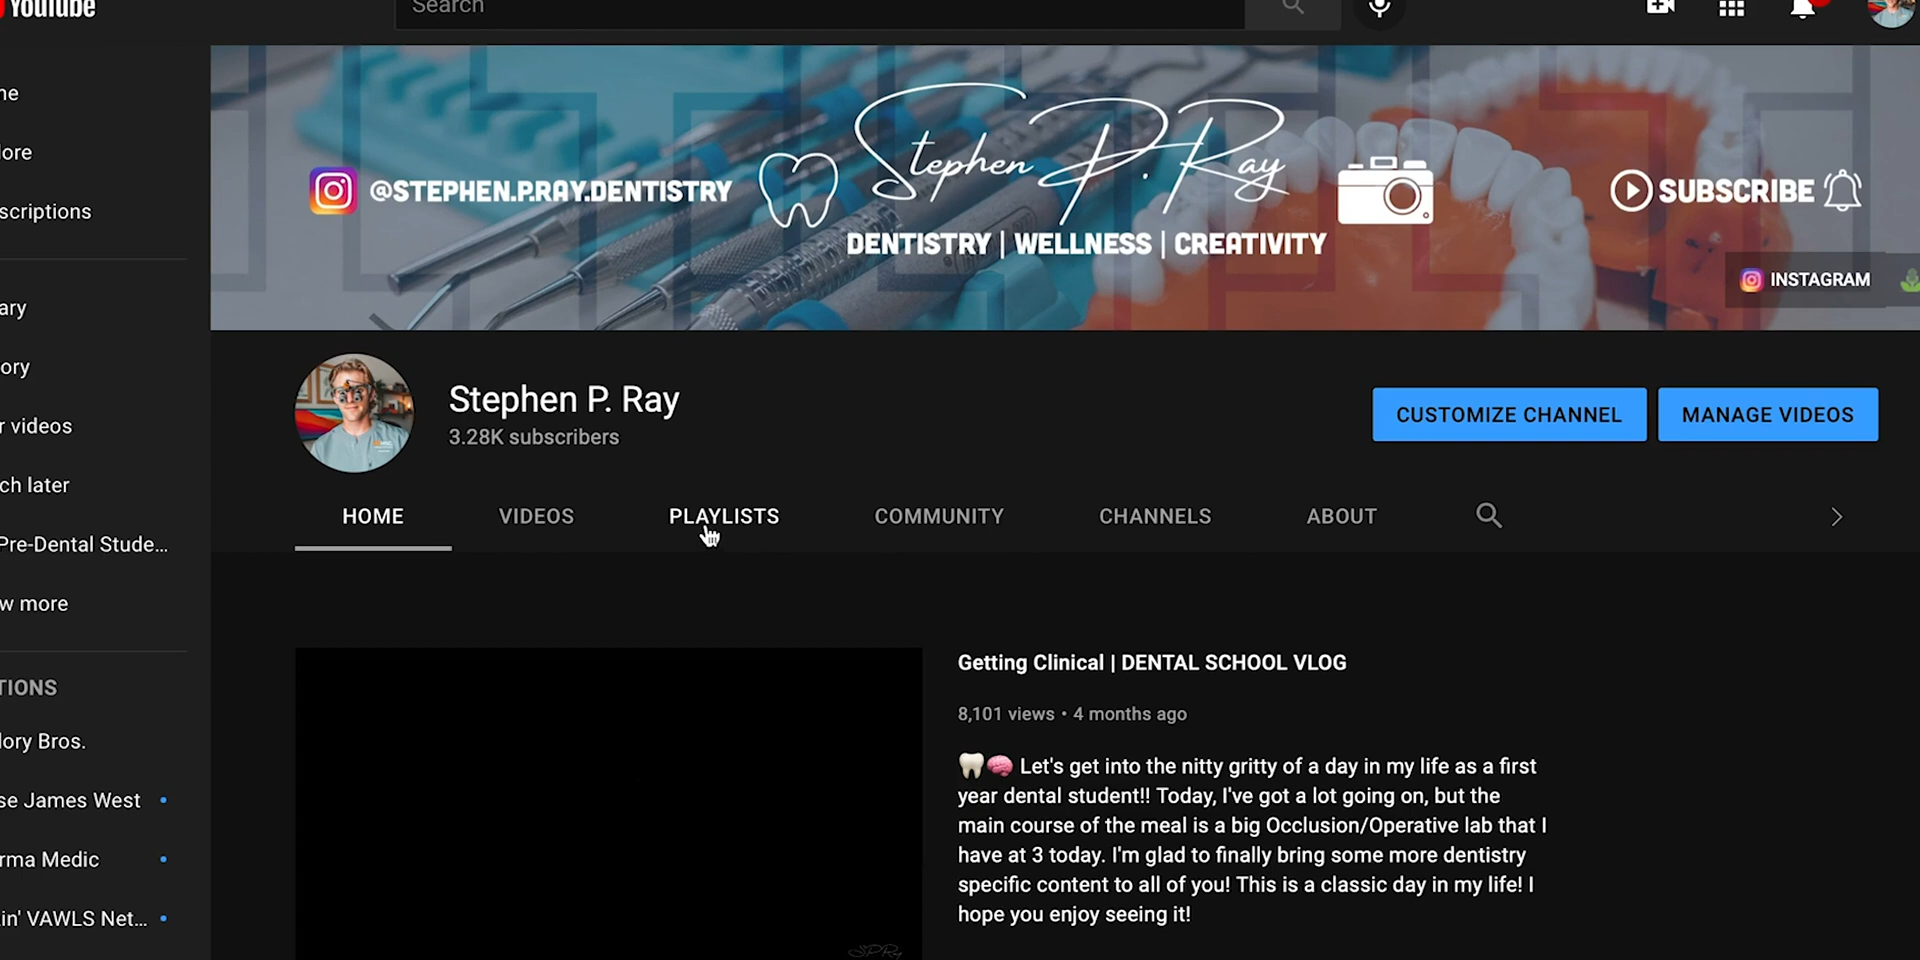 YouTube
Search
me
lore
scriptions
ary
ory
r videos
ch later
Pre-Dental Stude...
w more
TIONS
lory Bros.
se James West
rma Medic
in' VAWLS Net...
@STEPHEN.P.RAY.DENTISTRY
Stephen P. Ray
DENTISTRY | WELLNESS | CREATIVITY
SUBSCRIBE
INSTAGRAM
Stephen P. Ray
3.28K subscribers
CUSTOMIZE CHANNEL
MANAGE VIDEOS
HOME
VIDEOS
PLAYLISTS
COMMUNITY
CHANNELS
ABOUT
Getting Clinical | DENTAL SCHOOL VLOG
8,101 views • 4 months ago
🦷🧠 Let's get into the nitty gritty of a day in my life as a first
year dental student!! Today, I've got a lot going on, but the
main course of the meal is a big Occlusion/Operative lab that I
have at 3 today. I'm glad to finally bring some more dentistry
specific content to all of you! This is a classic day in my life! I
hope you enjoy seeing it!